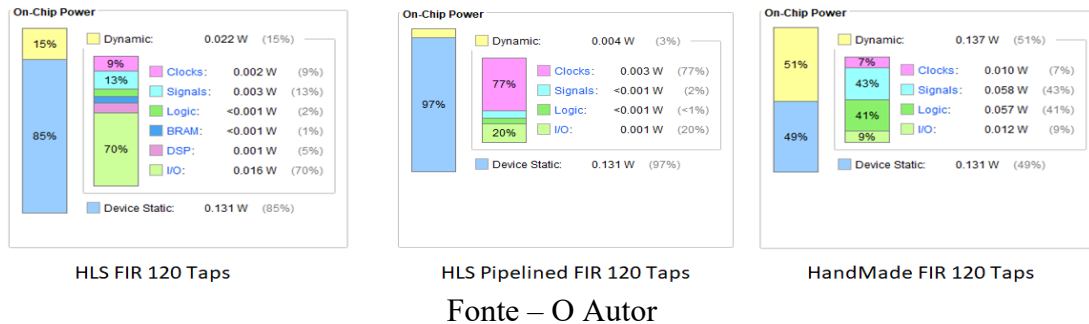 On-Chip Power
15%
85%
Dynamic: 0.022 W (15%)
9%
13%
70%
Clocks: 0.002 W (9%)
Signals: 0.003 W (13%)
Logic: <0.001 W (2%)
BRAM: <0.001 W (1%)
DSP: 0.001 W (5%)
I/O: 0.016 W (70%)
Device Static: 0.131 W (85%)
HLS FIR 120 Taps
On-Chip Power
97%
Dynamic: 0.004 W (3%)
77%
20%
Clocks: 0.003 W (77%)
Signals: <0.001 W (2%)
Logic: <0.001 W (<1%)
I/O: 0.001 W (20%)
Device Static: 0.131 W (97%)
HLS Pipelined FIR 120 Taps
On-Chip Power
51%
49%
Dynamic: 0.137 W (51%)
7%
43%
41%
9%
Clocks: 0.010 W (7%)
Signals: 0.058 W (43%)
Logic: 0.057 W (41%)
I/O: 0.012 W (9%)
Device Static: 0.131 W (49%)
HandMade FIR 120 Taps
Fonte – O Autor